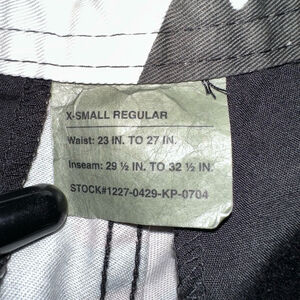 X-SMALL REGULAR
Waist: 23 IN. TO 27 IN.
Inseam: 29 ½ IN. TO 32 ½ IN.
STOCK#1227-0429-KP-0704